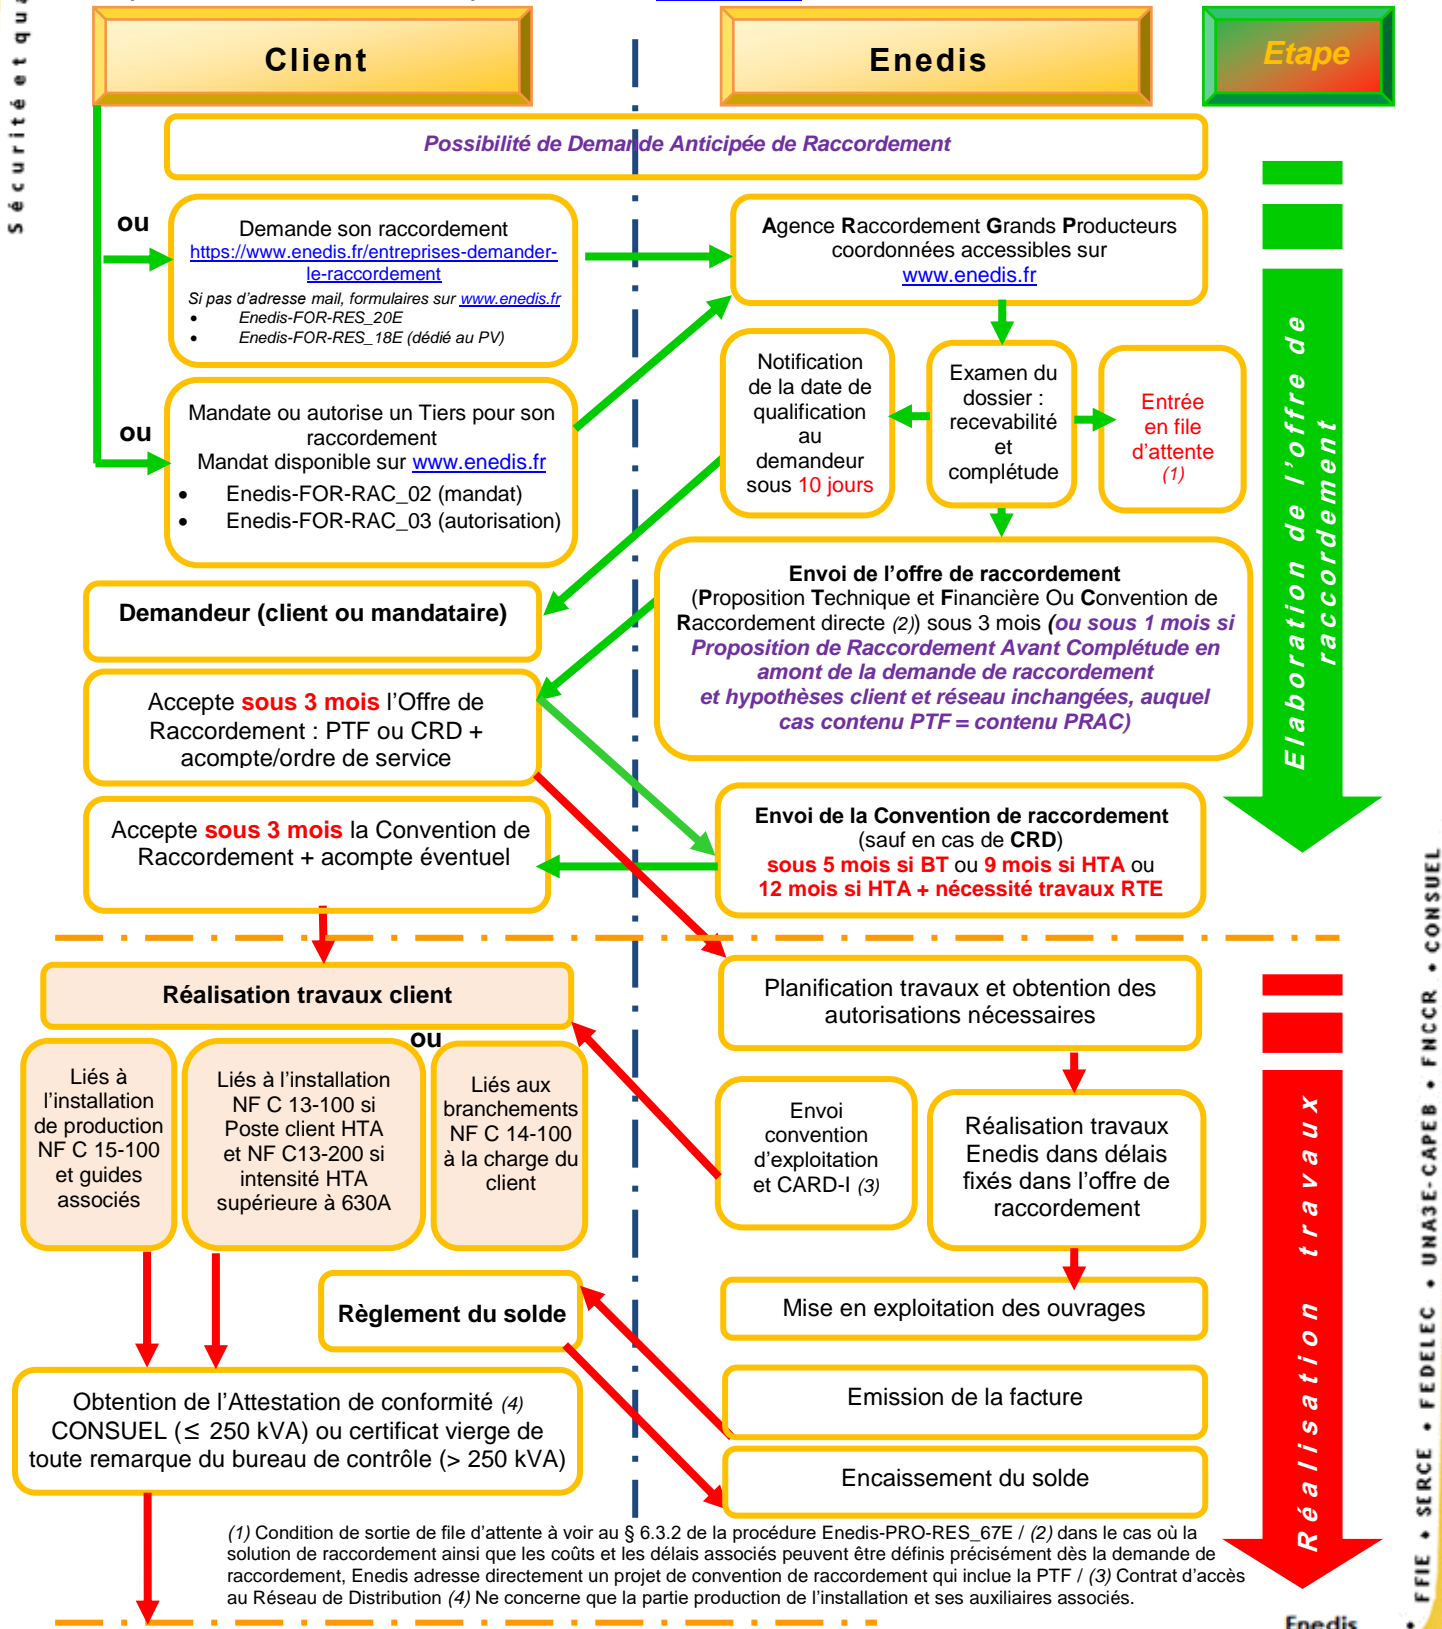 Client
Enedis
Etape
Possibilité de Demande Anticipée de Raccordement
ou
Demande son raccordement
https://www.enedis.fr/entreprises-demander-
le-raccordement
Si pas d'adresse mail, formulaires sur www.enedis.fr
• Enedis-FOR-RES_20E
• Enedis-FOR-RES_18E (dédié au PV)
Agence Raccordement Grands Producteurs
coordonnées accessibles sur
www.enedis.fr
ou
Mandate ou autorise un Tiers pour son
raccordement
Mandat disponible sur www.enedis.fr
• Enedis-FOR-RAC_02 (mandat)
• Enedis-FOR-RAC_03 (autorisation)
Notification
de la date de
qualification
au
demandeur
sous 10 jours
Examen du
dossier :
recevabilité
et
complétude
Entrée
en file
d'attente
(1)
Demandeur (client ou mandataire)
Envoi de l'offre de raccordement
(Proposition Technique et Financière Ou Convention de
Raccordement directe (2)) sous 3 mois (ou sous 1 mois si
Proposition de Raccordement Avant Complétude en
amont de la demande de raccordement
et hypothèses client et réseau inchangées, auquel
cas contenu PTF = contenu PRAC)
Accepte sous 3 mois l'Offre de
Raccordement : PTF ou CRD +
acompte/ordre de service
Accepte sous 3 mois la Convention de
Raccordement + acompte éventuel
Envoi de la Convention de raccordement
(sauf en cas de CRD)
sous 5 mois si BT ou 9 mois si HTA ou
12 mois si HTA + nécessité travaux RTE
Elaboration de l'offre de
raccordement
Réalisation travaux client
ou
Liés à
l'installation
de production
NF C 15-100
et guides
associés
Liés à l'installation
NF C 13-100 si
Poste client HTA
et NF C13-200 si
intensité HTA
supérieure à 630A
Liés aux
branchements
NF C 14-100
à la charge du
client
Planification travaux et obtention des
autorisations nécessaires
Envoi
convention
d'exploitation
et CARD-I (3)
Réalisation travaux
Enedis dans délais
fixés dans l'offre de
raccordement
Règlement du solde
Mise en exploitation des ouvrages
Emission de la facture
Encaissement du solde
Obtention de l'Attestation de conformité (4)
CONSUEL (≤ 250 kVA) ou certificat vierge de
toute remarque du bureau de contrôle (> 250 kVA)
Réalisation travaux
(1) Condition de sortie de file d'attente à voir au § 6.3.2 de la procédure Enedis-PRO-RES_67E / (2) dans le cas où la
solution de raccordement ainsi que les coûts et les délais associés peuvent être définis précisément dès la demande de
raccordement, Enedis adresse directement un projet de convention de raccordement qui inclue la PTF / (3) Contrat d'accès
au Réseau de Distribution (4) Ne concerne que la partie production de l'installation et ses auxiliaires associés.
Sécurité et
• FFIE • SERCE • FEDELEC • UNA3E-CAPEB • FNCCR • CONSUEL
Enedis